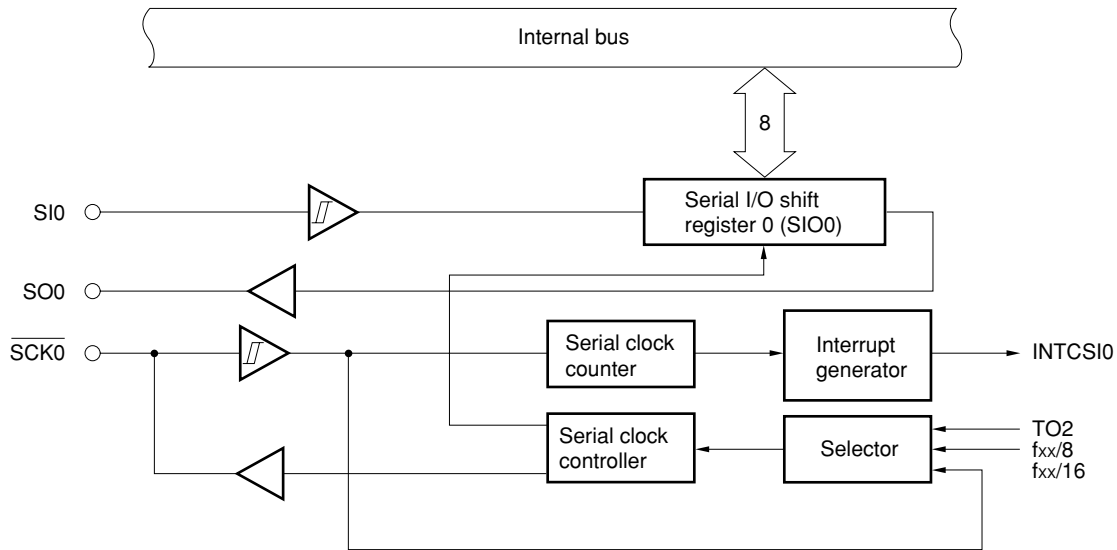 Internal bus
8
SI0
Serial I/O shift
register 0 (SIO0)
SO0
SCK0
Serial clock
counter
Interrupt
generator
INTCSI0
Serial clock
controller
Selector
TO2
fxx/8
fxx/16